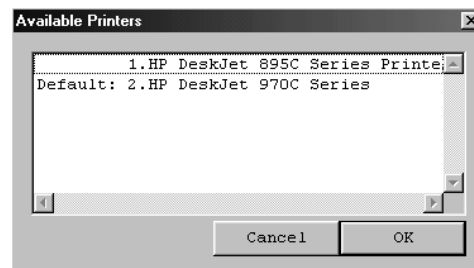 Available Printers
1.HP DeskJet 895C Series Printe
Default: 2.HP DeskJet 970C Series
Cancel
OK